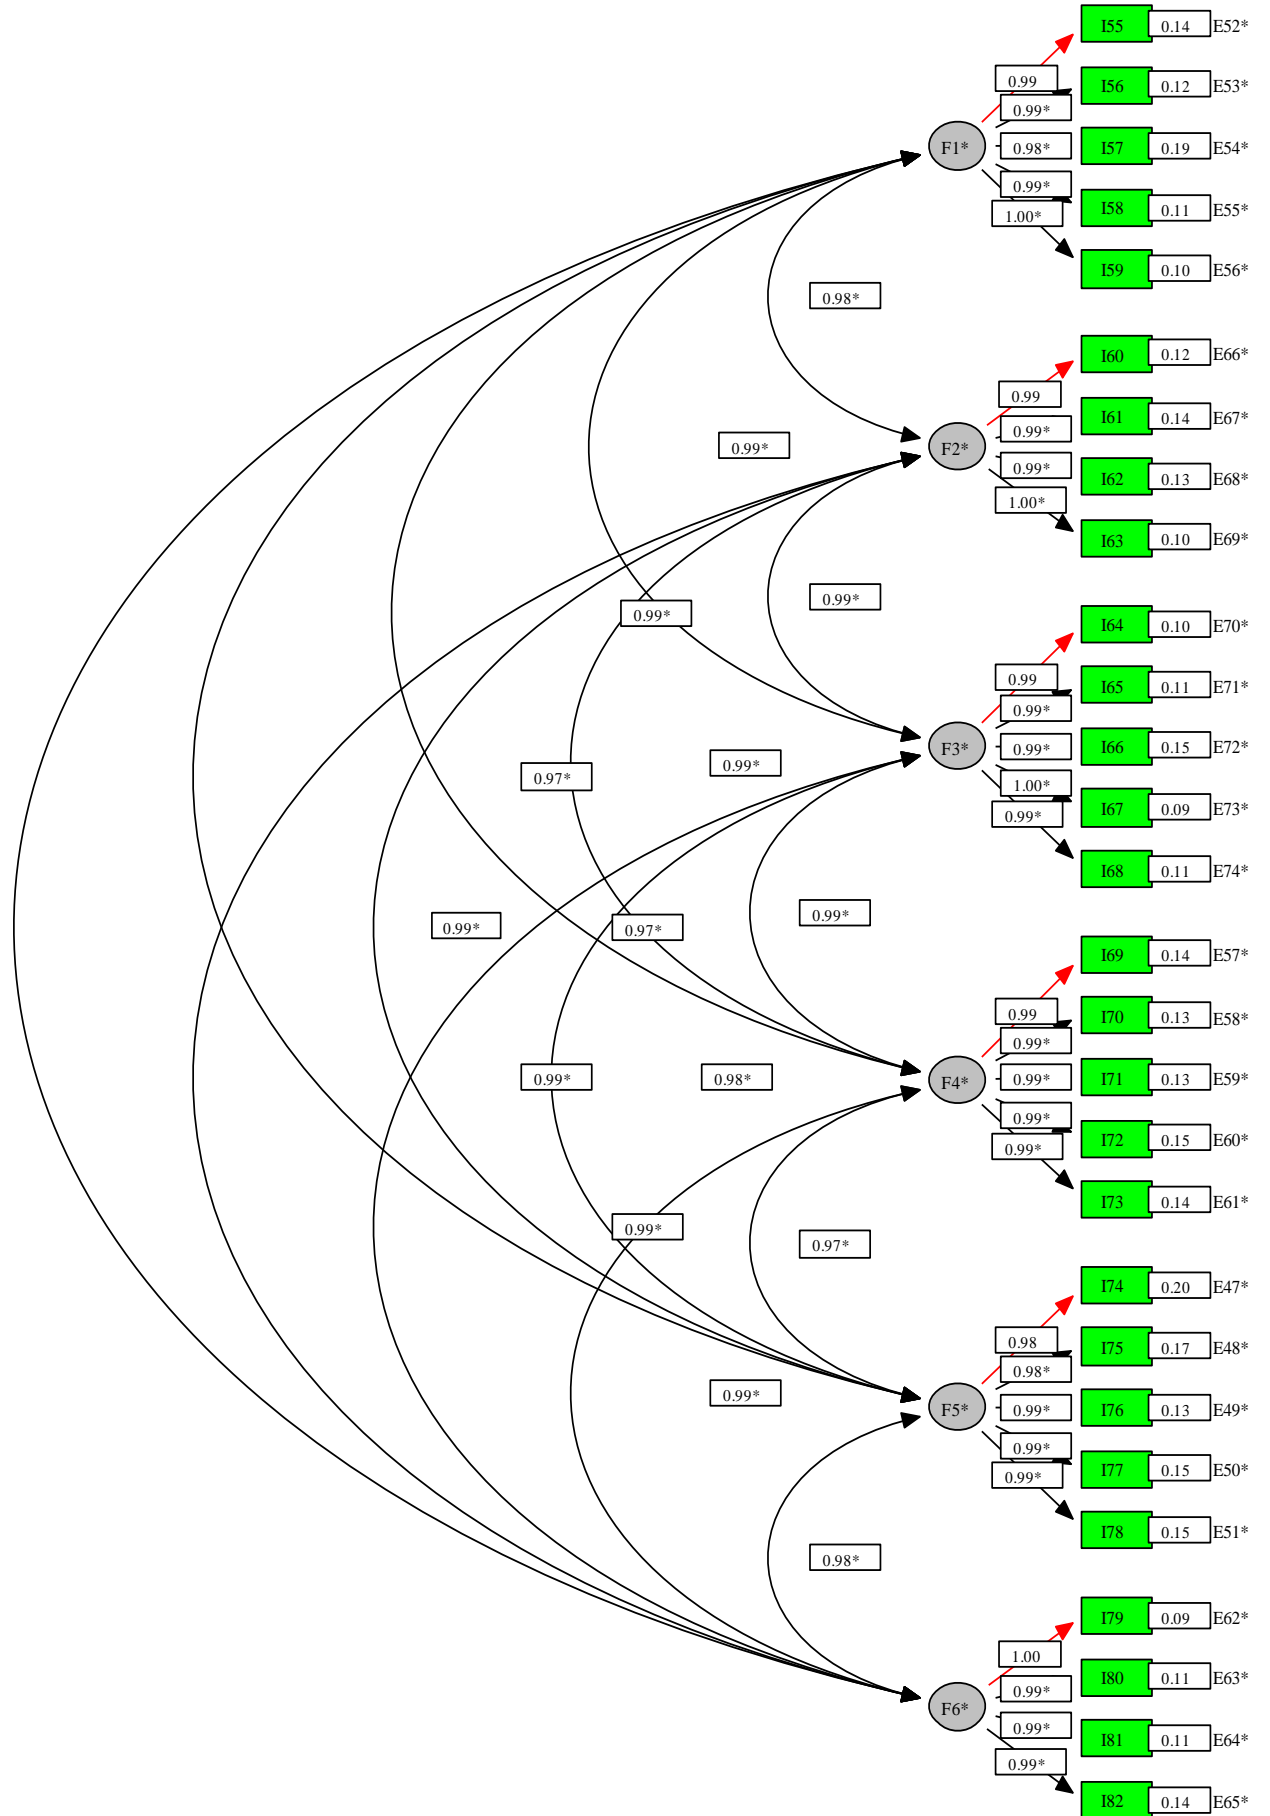 I55 0.14 E52*
0.99 I56 0.12 E53*
0.99*
F1* 0.98* I57 0.19 E54*
0.99*
1.00* I58 0.11 E55*
I59 0.10 E56*
0.98*
I60 0.12 E66*
0.99
0.99* I61 0.14 E67*
0.99* F2*
0.99* I62 0.13 E68*
1.00*
I63 0.10 E69*
0.99*
0.99* I64 0.10 E70*
0.99 I65 0.11 E71*
0.99*
F3* 0.99* I66 0.15 E72*
0.97* 0.99* 1.00*
0.99* I67 0.09 E73*
I68 0.11 E74*
0.99*
0.99* 0.97* I69 0.14 E57*
0.99 I70 0.13 E58*
0.99*
0.99* 0.98* F4* 0.99* I71 0.13 E59*
0.99*
0.99* I72 0.15 E60*
I73 0.14 E61*
0.99* 0.97*
I74 0.20 E47*
0.98 I75 0.17 E48*
0.98*
0.99* F5* 0.99* I76 0.13 E49*
0.99*
0.99* I77 0.15 E50*
I78 0.15 E51*
0.98*
I79 0.09 E62*
1.00
0.99* I80 0.11 E63*
F6*
0.99* I81 0.11 E64*
0.99*
I82 0.14 E65*